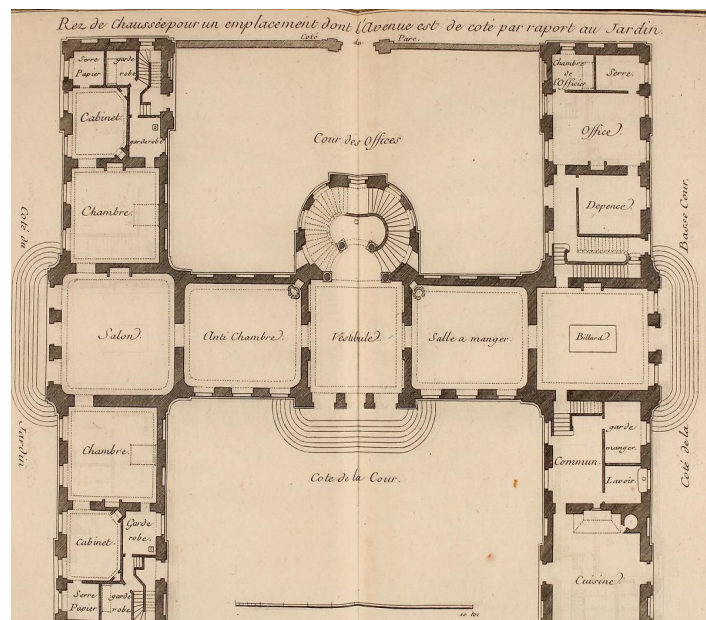 Rez de Chaussée pour un emplacement dont l'Avenue est de coté par raport au Jardin.
Coté du Parc.
Serre Papier
garde robe
Chambre de l'Officier
Serre.
Cabinet.
garderobe
Cour des Offices
Office.
Chambre.
Depence.
Coté du Jardin
Basse Cour.
Coté de la
Salon.
Anti Chambre.
Vestibule.
Salle a manger.
Billard.
Chambre.
Cote de la Cour.
Commun.
garde manger.
Lavoir.
Cabinet.
Garde robe.
Cuisine.
Serre Papier
garde robe